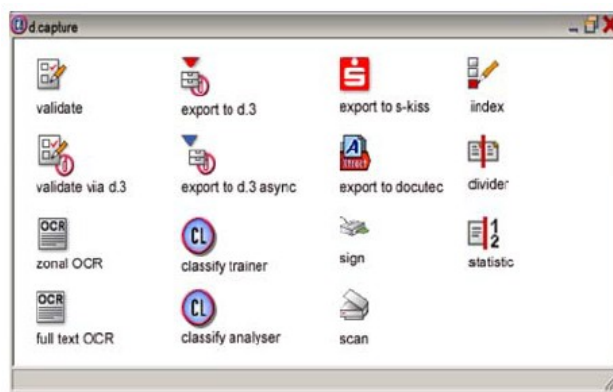 d.capture
validate
export to d.3
export to s-kiss
iindex
validate via d.3
export to d.3 async
export to docutec
divider
zonal OCR
classify trainer
sign
statistic
full text OCR
classify analyser
scan